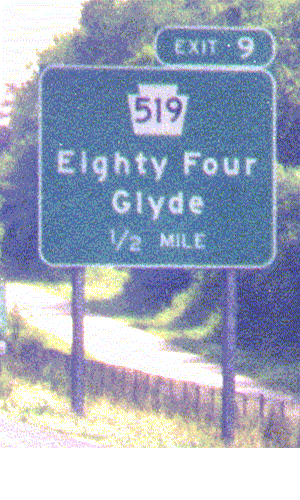 EXIT 9
519
Eighty Four
Glyde
1/2 MILE